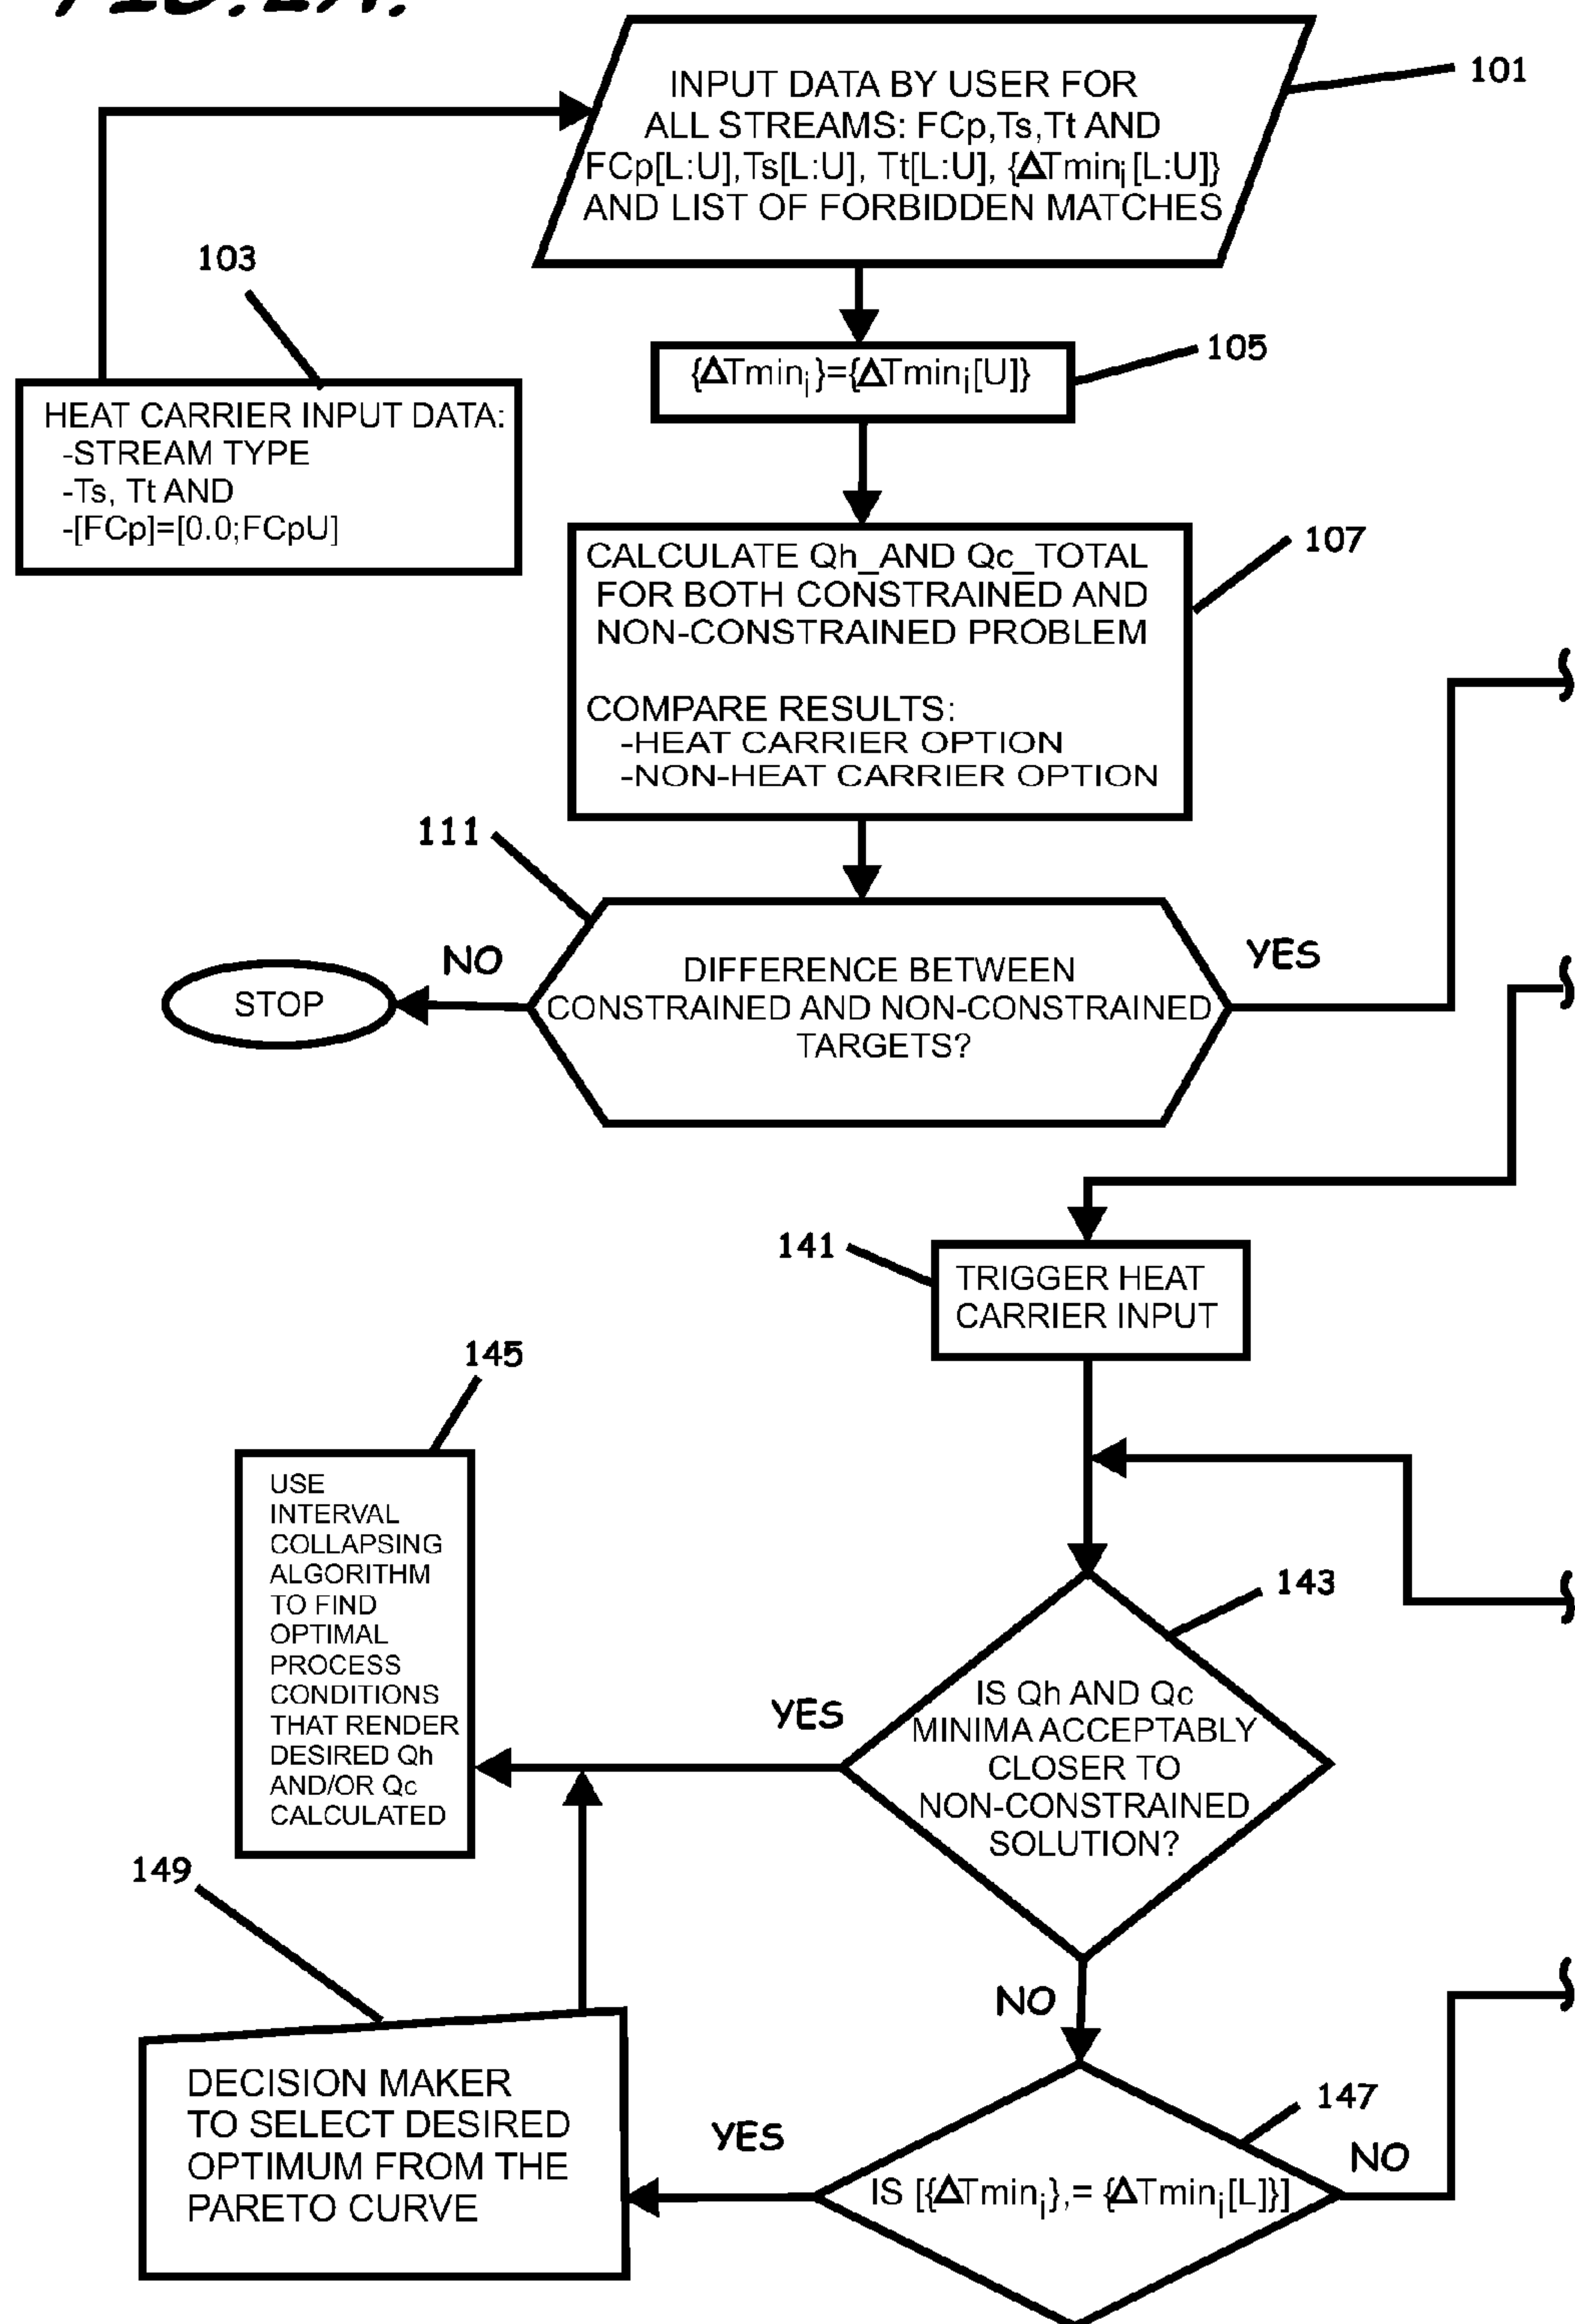 FIG. 2A.
INPUT DATA BY USER FOR
ALL STREAMS: FCp,Ts,Tt AND
FCp[L:U],Ts[L:U], Tt[L:U], {ΔTminᵢ[L:U]}
AND LIST OF FORBIDDEN MATCHES
101
103
HEAT CARRIER INPUT DATA:
-STREAM TYPE
-Ts, Tt AND
-[FCp]=[0.0;FCpU]
{ΔTminᵢ}={ΔTminᵢ[U]}
105
CALCULATE Qh_AND Qc_TOTAL
FOR BOTH CONSTRAINED AND
NON-CONSTRAINED PROBLEM
COMPARE RESULTS:
-HEAT CARRIER OPTION
-NON-HEAT CARRIER OPTION
107
111
NO
STOP
DIFFERENCE BETWEEN
CONSTRAINED AND NON-CONSTRAINED
TARGETS?
YES
141
TRIGGER HEAT
CARRIER INPUT
145
USE
INTERVAL
COLLAPSING
ALGORITHM
TO FIND
OPTIMAL
PROCESS
CONDITIONS
THAT RENDER
DESIRED Qh
AND/OR Qc
CALCULATED
143
YES
IS Qh AND Qc
MINIMA ACCEPTABLY
CLOSER TO
NON-CONSTRAINED
SOLUTION?
NO
149
DECISION MAKER
TO SELECT DESIRED
OPTIMUM FROM THE
PARETO CURVE
YES
147
IS [{ΔTminᵢ},= {ΔTminᵢ[L]}]
NO